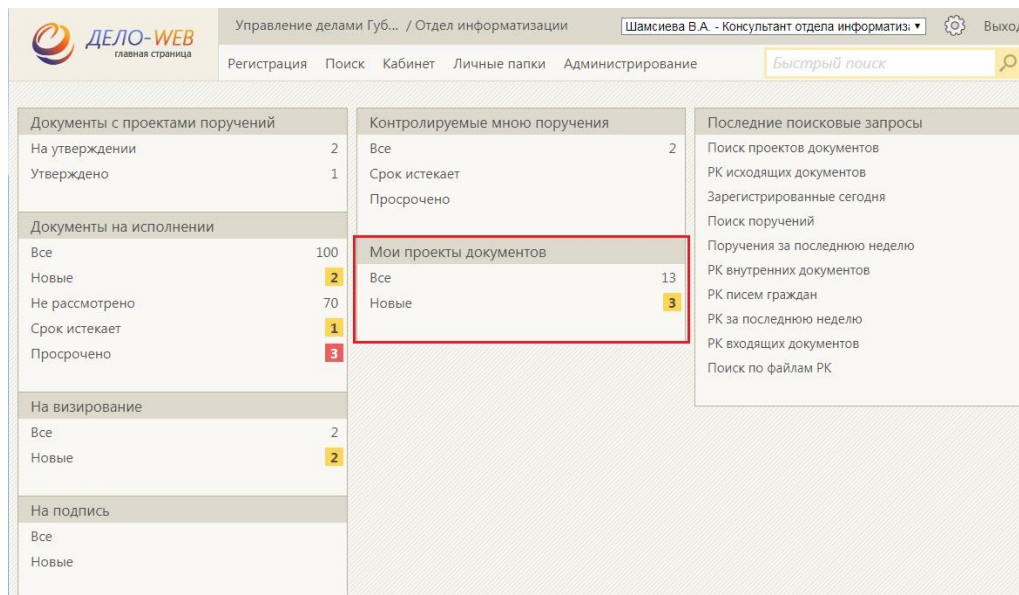 ДЕЛО-WEB
главная страница
Управление делами Губ... / Отдел информатизации
Шамсиева В.А. - Консультант отдела информатиз
Выход
Регистрация Поиск Кабинет Личные папки Администрирование
Быстрый поиск
Документы с проектами поручений
На утверждении 2
Утверждено 1
Документы на исполнении
Все 100
Новые 2
Не рассмотрено 70
Срок истекает 1
Просрочено 3
На визирование
Все 2
Новые 2
На подпись
Все
Новые
Контролируемые мною поручения
Все 2
Срок истекает
Просрочено
Мои проекты документов
Все 13
Новые 3
Последние поисковые запросы
Поиск проектов документов
РК исходящих документов
Зарегистрированные сегодня
Поиск поручений
Поручения за последнюю неделю
РК внутренних документов
РК писем граждан
РК за последнюю неделю
РК входящих документов
Поиск по файлам РК